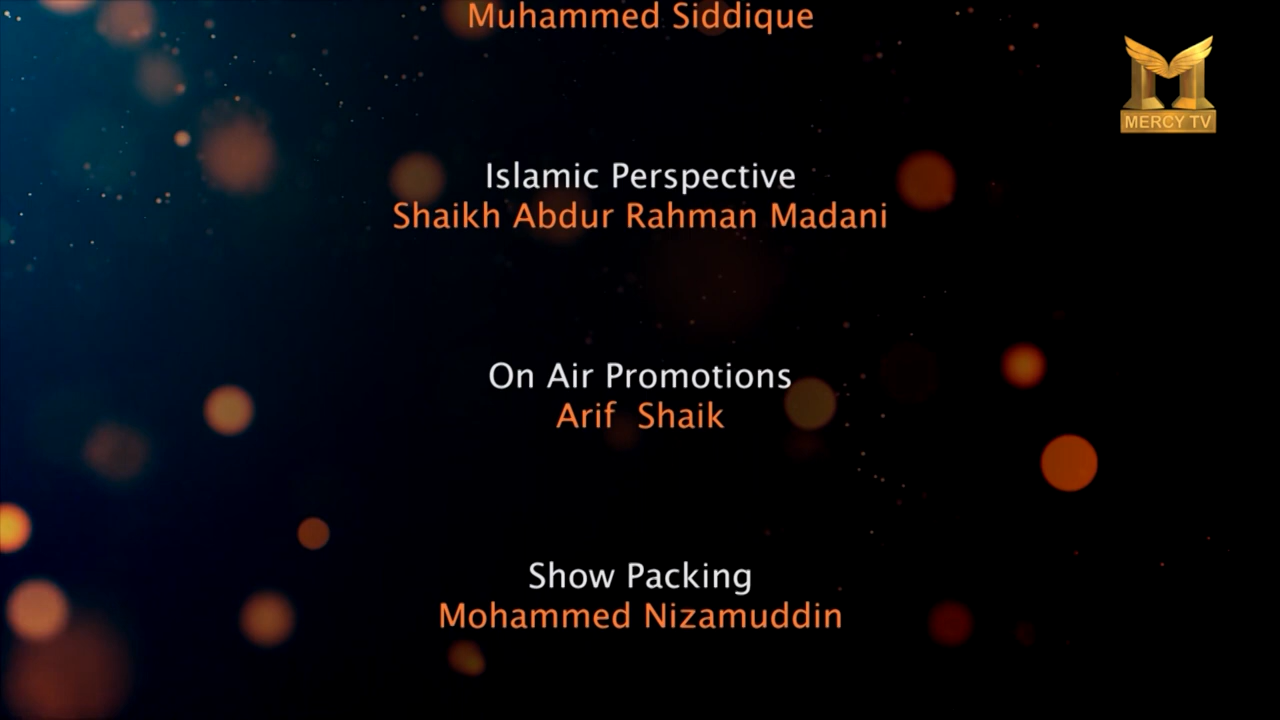 Muhammed Siddique
MERCY TV
Islamic Perspective
Shaikh Abdur Rahman Madani
On Air Promotions
Arif Shaik
Show Packing
Mohammed Nizamuddin